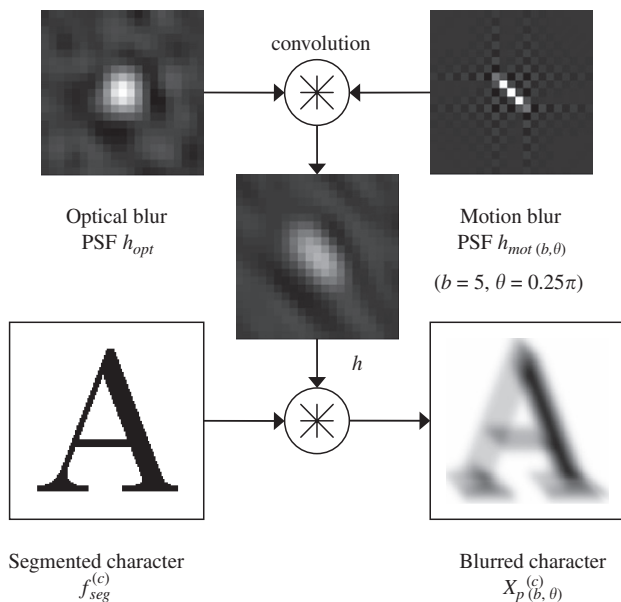 convolution
Optical blur
PSF h_opt
Motion blur
PSF h_mot (b,θ)
(b = 5, θ = 0.25π)
h
A
A
Segmented character
f_seg^(c)
Blurred character
X_p (b, θ)^(c)